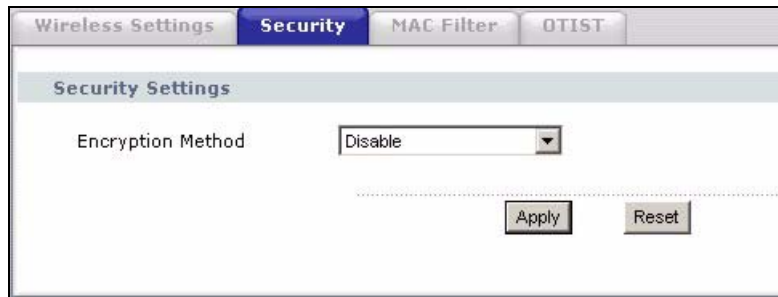 Wireless Settings Security MAC Filter OTIST
Security Settings
Encryption Method Disable
Apply Reset